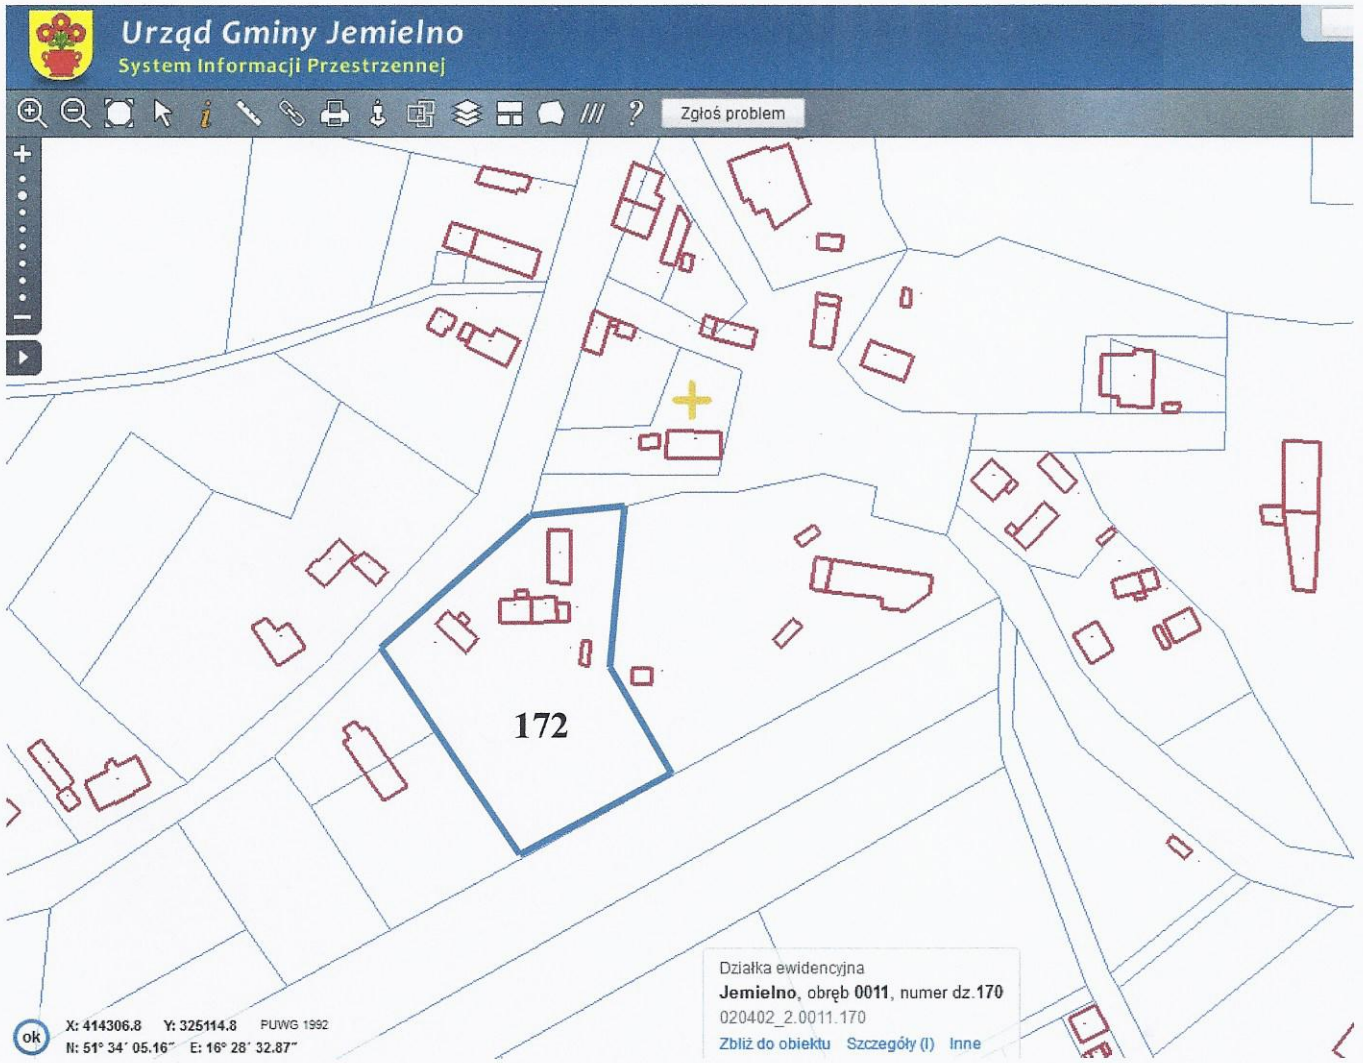 Urząd Gminy Jemielno
System Informacji Przestrzennej
i
?
Zgłoś problem
172
Działka ewidencyjna
Jemielno, obręb 0011, numer dz.170
020402_2.0011.170
Zbliż do obiektu Szczegóły (I) Inne
ok
X: 414306.8 Y: 325114.8 PUWG 1992
N: 51° 34' 05.16" E: 16° 28' 32.87"